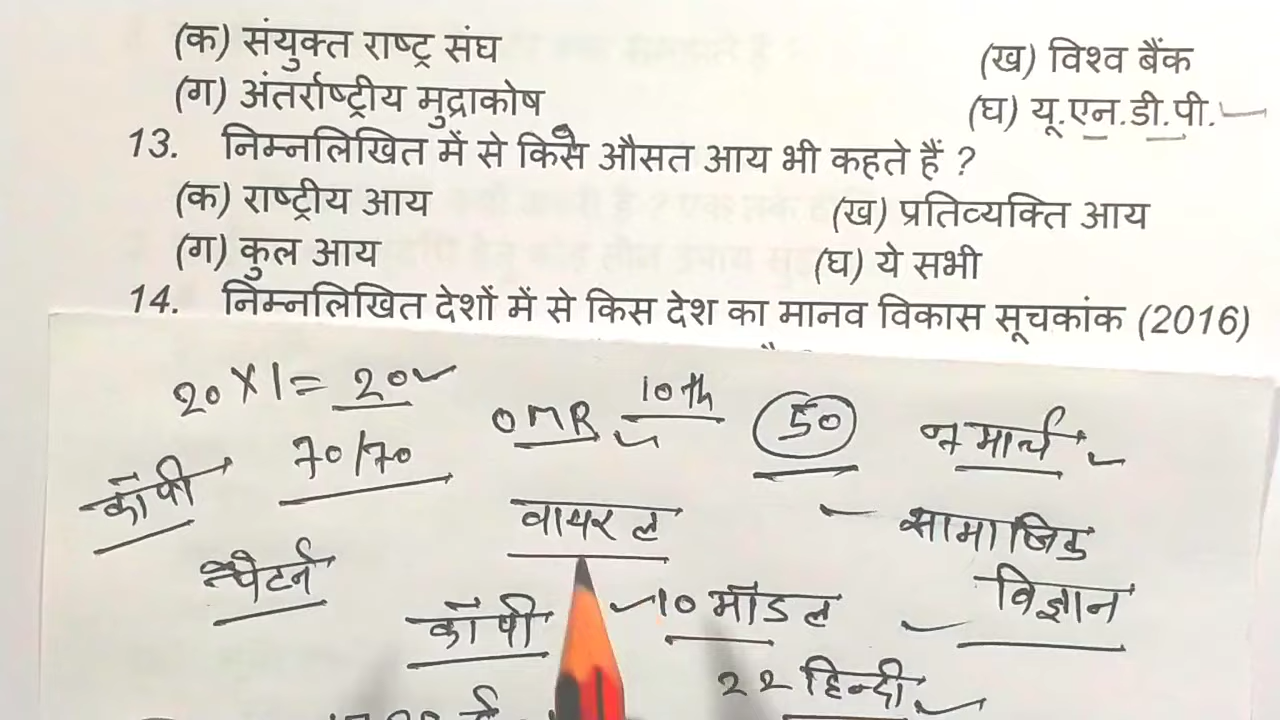 (क) संयुक्त राष्ट्र संघ (ख) विश्व बैंक
(ग) अंतर्राष्ट्रीय मुद्राकोष (घ) यू.एन.डी.पी.
13. निम्नलिखित में से किसे औसत आय भी कहते हैं ?
(क) राष्ट्रीय आय (ख) प्रतिव्यक्ति आय
(ग) कुल आय (घ) ये सभी
14. निम्नलिखित देशों में से किस देश का मानव विकास सूचकांक (2016)
20 X 1 = 20 OMR 10th 50 मार्च
कॉपी 70/70
वायरल सामाजिक
पैटर्न विज्ञान
कॉपी 10 मॉडल
22 हिन्दी